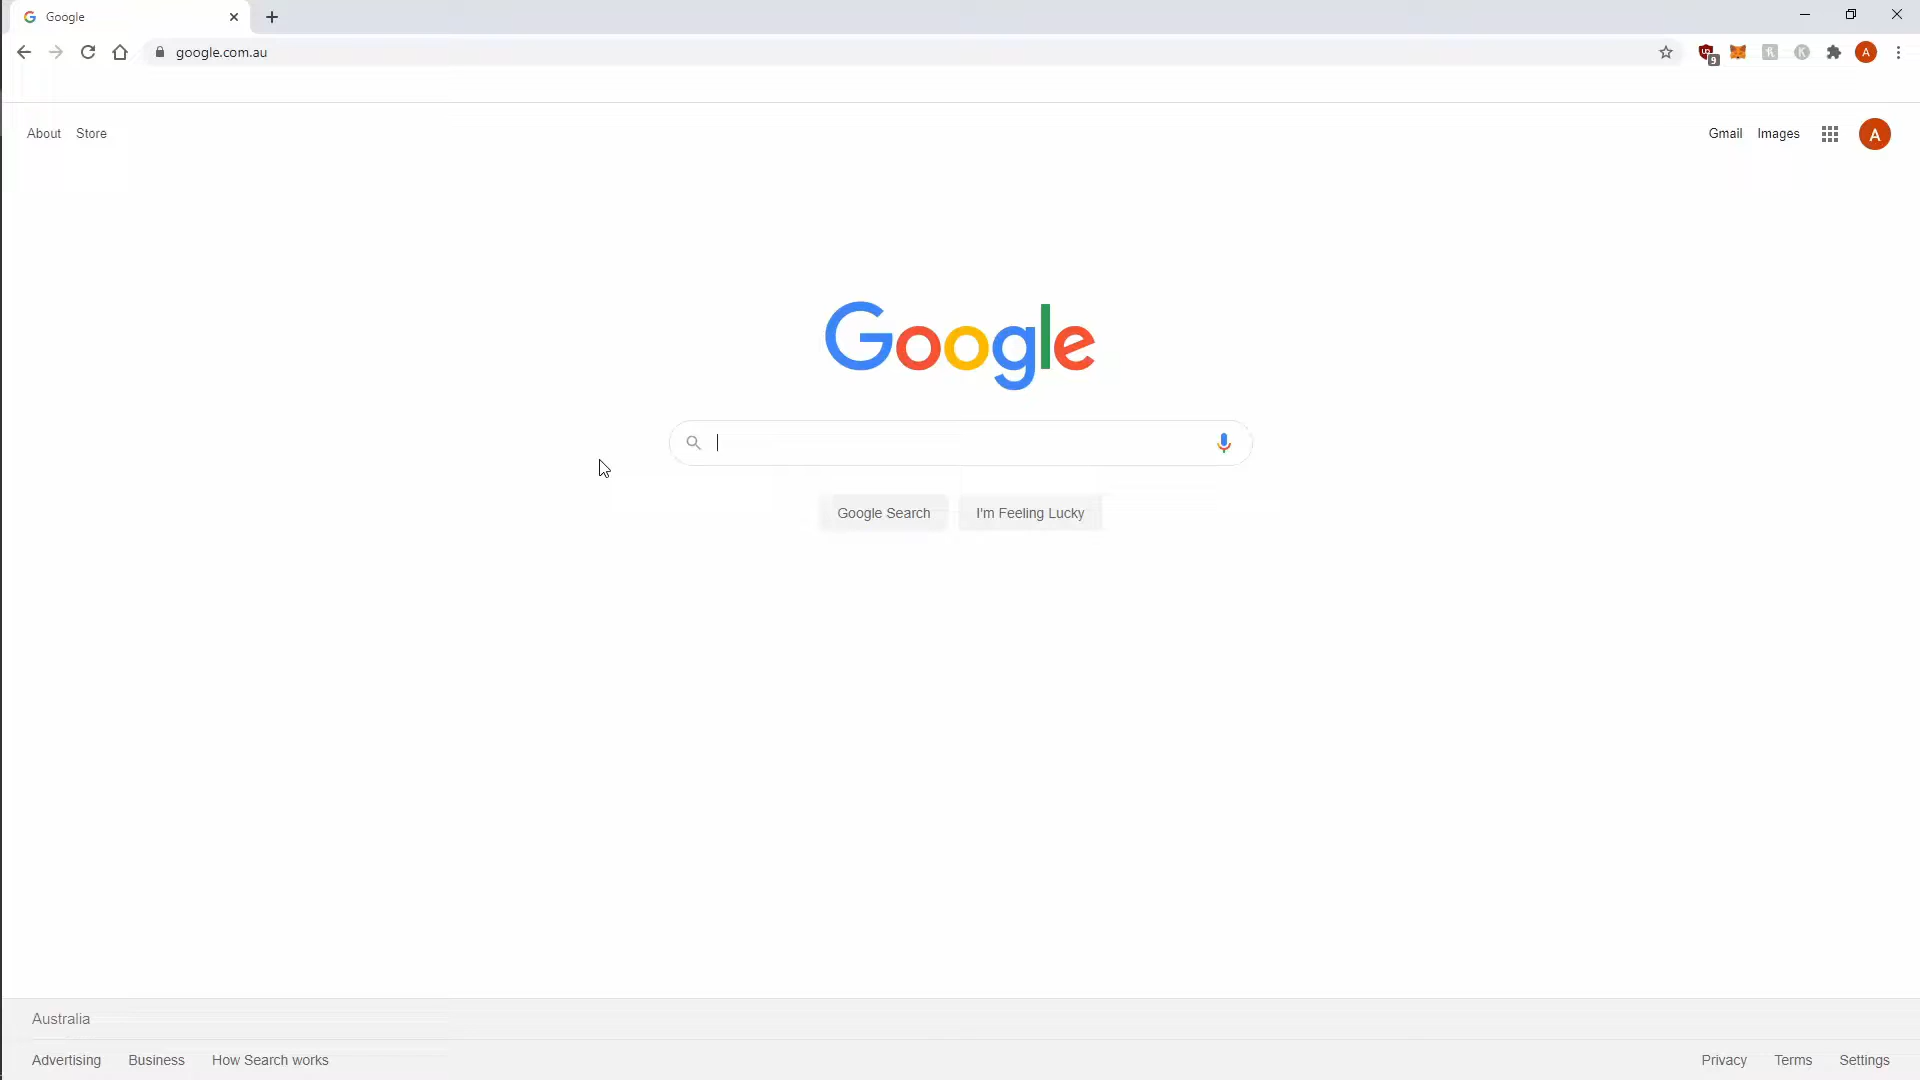 Google
google.com.au
9
A
About Store
Gmail Images
A
Google
Google Search I'm Feeling Lucky
Australia
Advertising Business How Search works
Privacy Terms Settings